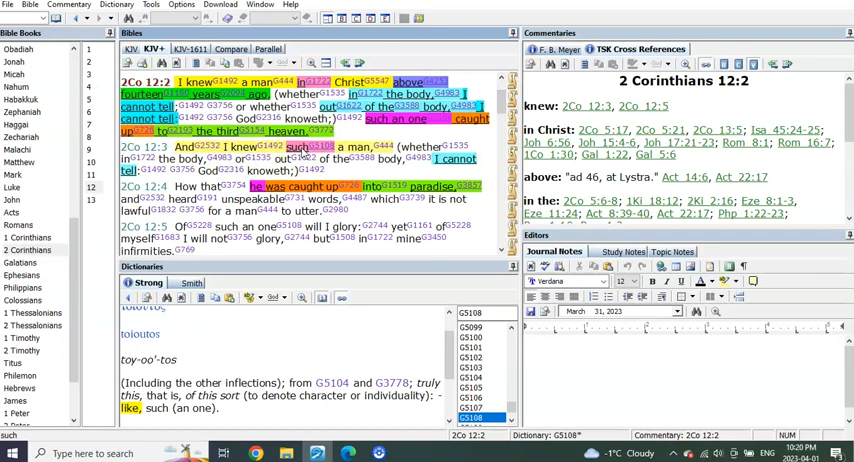 File Bible Commentary Dictionary Tools Options Download Window Help
Bible Books
Obadiah 1
Jonah 2
Micah 3
Nahum 4
Habakkuk 5
Zephaniah 6
Haggai 7
Zechariah 8
Malachi 9
Matthew 10
Mark 11
Luke 12
John 13
Acts
Romans
1 Corinthians
2 Corinthians
Galatians
Ephesians
Philippians
Colossians
1 Thessalonians
2 Thessalonians
1 Timothy
2 Timothy
Titus
Philemon
Hebrews
James
1 Peter
Bibles
KJV KJV+ KJV-1611 Compare Parallel
2Co 12:2 I knewG1492 a manG444 inG1722 ChristG5547 aboveG4253
fourteenG1180 yearsG2094 ago, (whetherG1535 inG1722 the body,G4983 I
cannot tell;G1492 G3756 or whetherG1535 outG1622 of theG3588 body,G4983 I
cannot tell:G1492 G3756 GodG2316 knoweth;) such an one caught
upG726 toG2193 the thirdG5154 heaven.G3772
2Co 12:3 AndG2532 I knewG1492 suchG5108 a man,G444 (whetherG1535
inG1722 the body,G4983 orG1535 out of theG3588 body,G4983 I cannot
tell:G1492 G3756 GodG2316 knoweth;)G1492
2Co 12:4 How thatG3754 he was caught upG726 intoG1519 paradise,G3857
andG2532 heardG191 unspeakableG731 words,G4487 whichG3739 it is not
lawfulG1832 G3756 for a manG444 to utter.G2980
2Co 12:5 OfG5228 such an oneG5108 will I glory:G2744 yetG1161 ofG5228
myselfG1683 I will notG3756 glory,G2744 butG1508 inG1722 mineG3450
infirmities.G769
Dictionaries
Strong Smith
toioutos
toy-oo'-tos
(Including the other inflections); from G5104 and G3778; truly
this, that is, of this sort (to denote character or individuality): -
like, such (an one).
G5108
G5099
G5100
G5101
G5102
G5103
G5104
G5105
G5106
G5107
G5108
Commentaries
F. B. Meyer TSK Cross References
2 Corinthians 12:2
knew: 2Co 12:3, 2Co 12:5
in Christ: 2Co 5:17, 2Co 5:21, 2Co 13:5; Isa 45:24-25;
Joh 6:56, Joh 15:4-6, Joh 17:21-23; Rom 8:1; Rom 16:7;
1Co 1:30; Gal 1:22, Gal 5:6
above: "ad 46, at Lystra." Act 14:6, Act 22:17
in the: 2Co 5:6-8; 1Ki 18:12; 2Ki 2:16; Eze 8:1-3,
Eze 11:24; Act 8:39-40, Act 22:17; Php 1:22-23;
Editors
Journal Notes Study Notes Topic Notes
Verdana 12
March 31, 2023
such 2Co 12:2 Dictionary: G5108" Commentary: 2Co 12:2 NUM
Type here to search -1°C Cloudy ENG 10:20 PM 2023-04-01